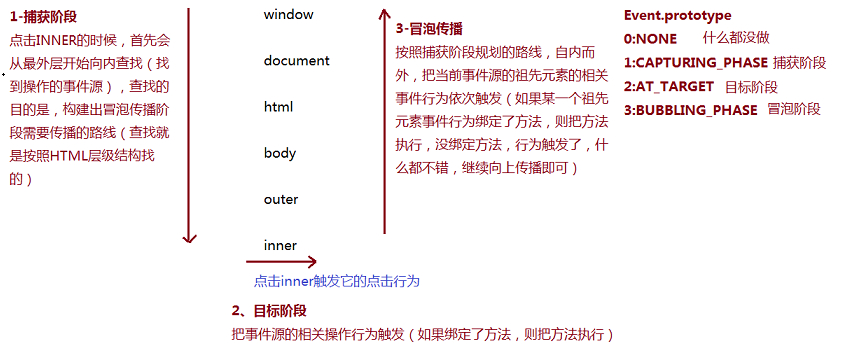 1-捕获阶段
点击INNER的时候，首先会
从最外层开始向内查找（找
到操作的事件源），查找的
目的是，构建出冒泡传播阶
段需要传播的路线（查找就
是按照HTML层级结构找
的）
window
document
html
body
outer
inner
点击inner触发它的点击行为
2、目标阶段
把事件源的相关操作行为触发（如果绑定了方法，则把方法执行）
3-冒泡传播
按照捕获阶段规划的路线，自内而
外，把当前事件源的祖先元素的相关
事件行为依次触发（如果某一个祖先
元素事件行为绑定了方法，则把方法
执行，没绑定方法，行为触发了，什
么都不错，继续向上传播即可）
Event.prototype
0:NONE 什么都没做
1:CAPTURING_PHASE 捕获阶段
2:AT_TARGET 目标阶段
3:BUBBLING_PHASE 冒泡阶段